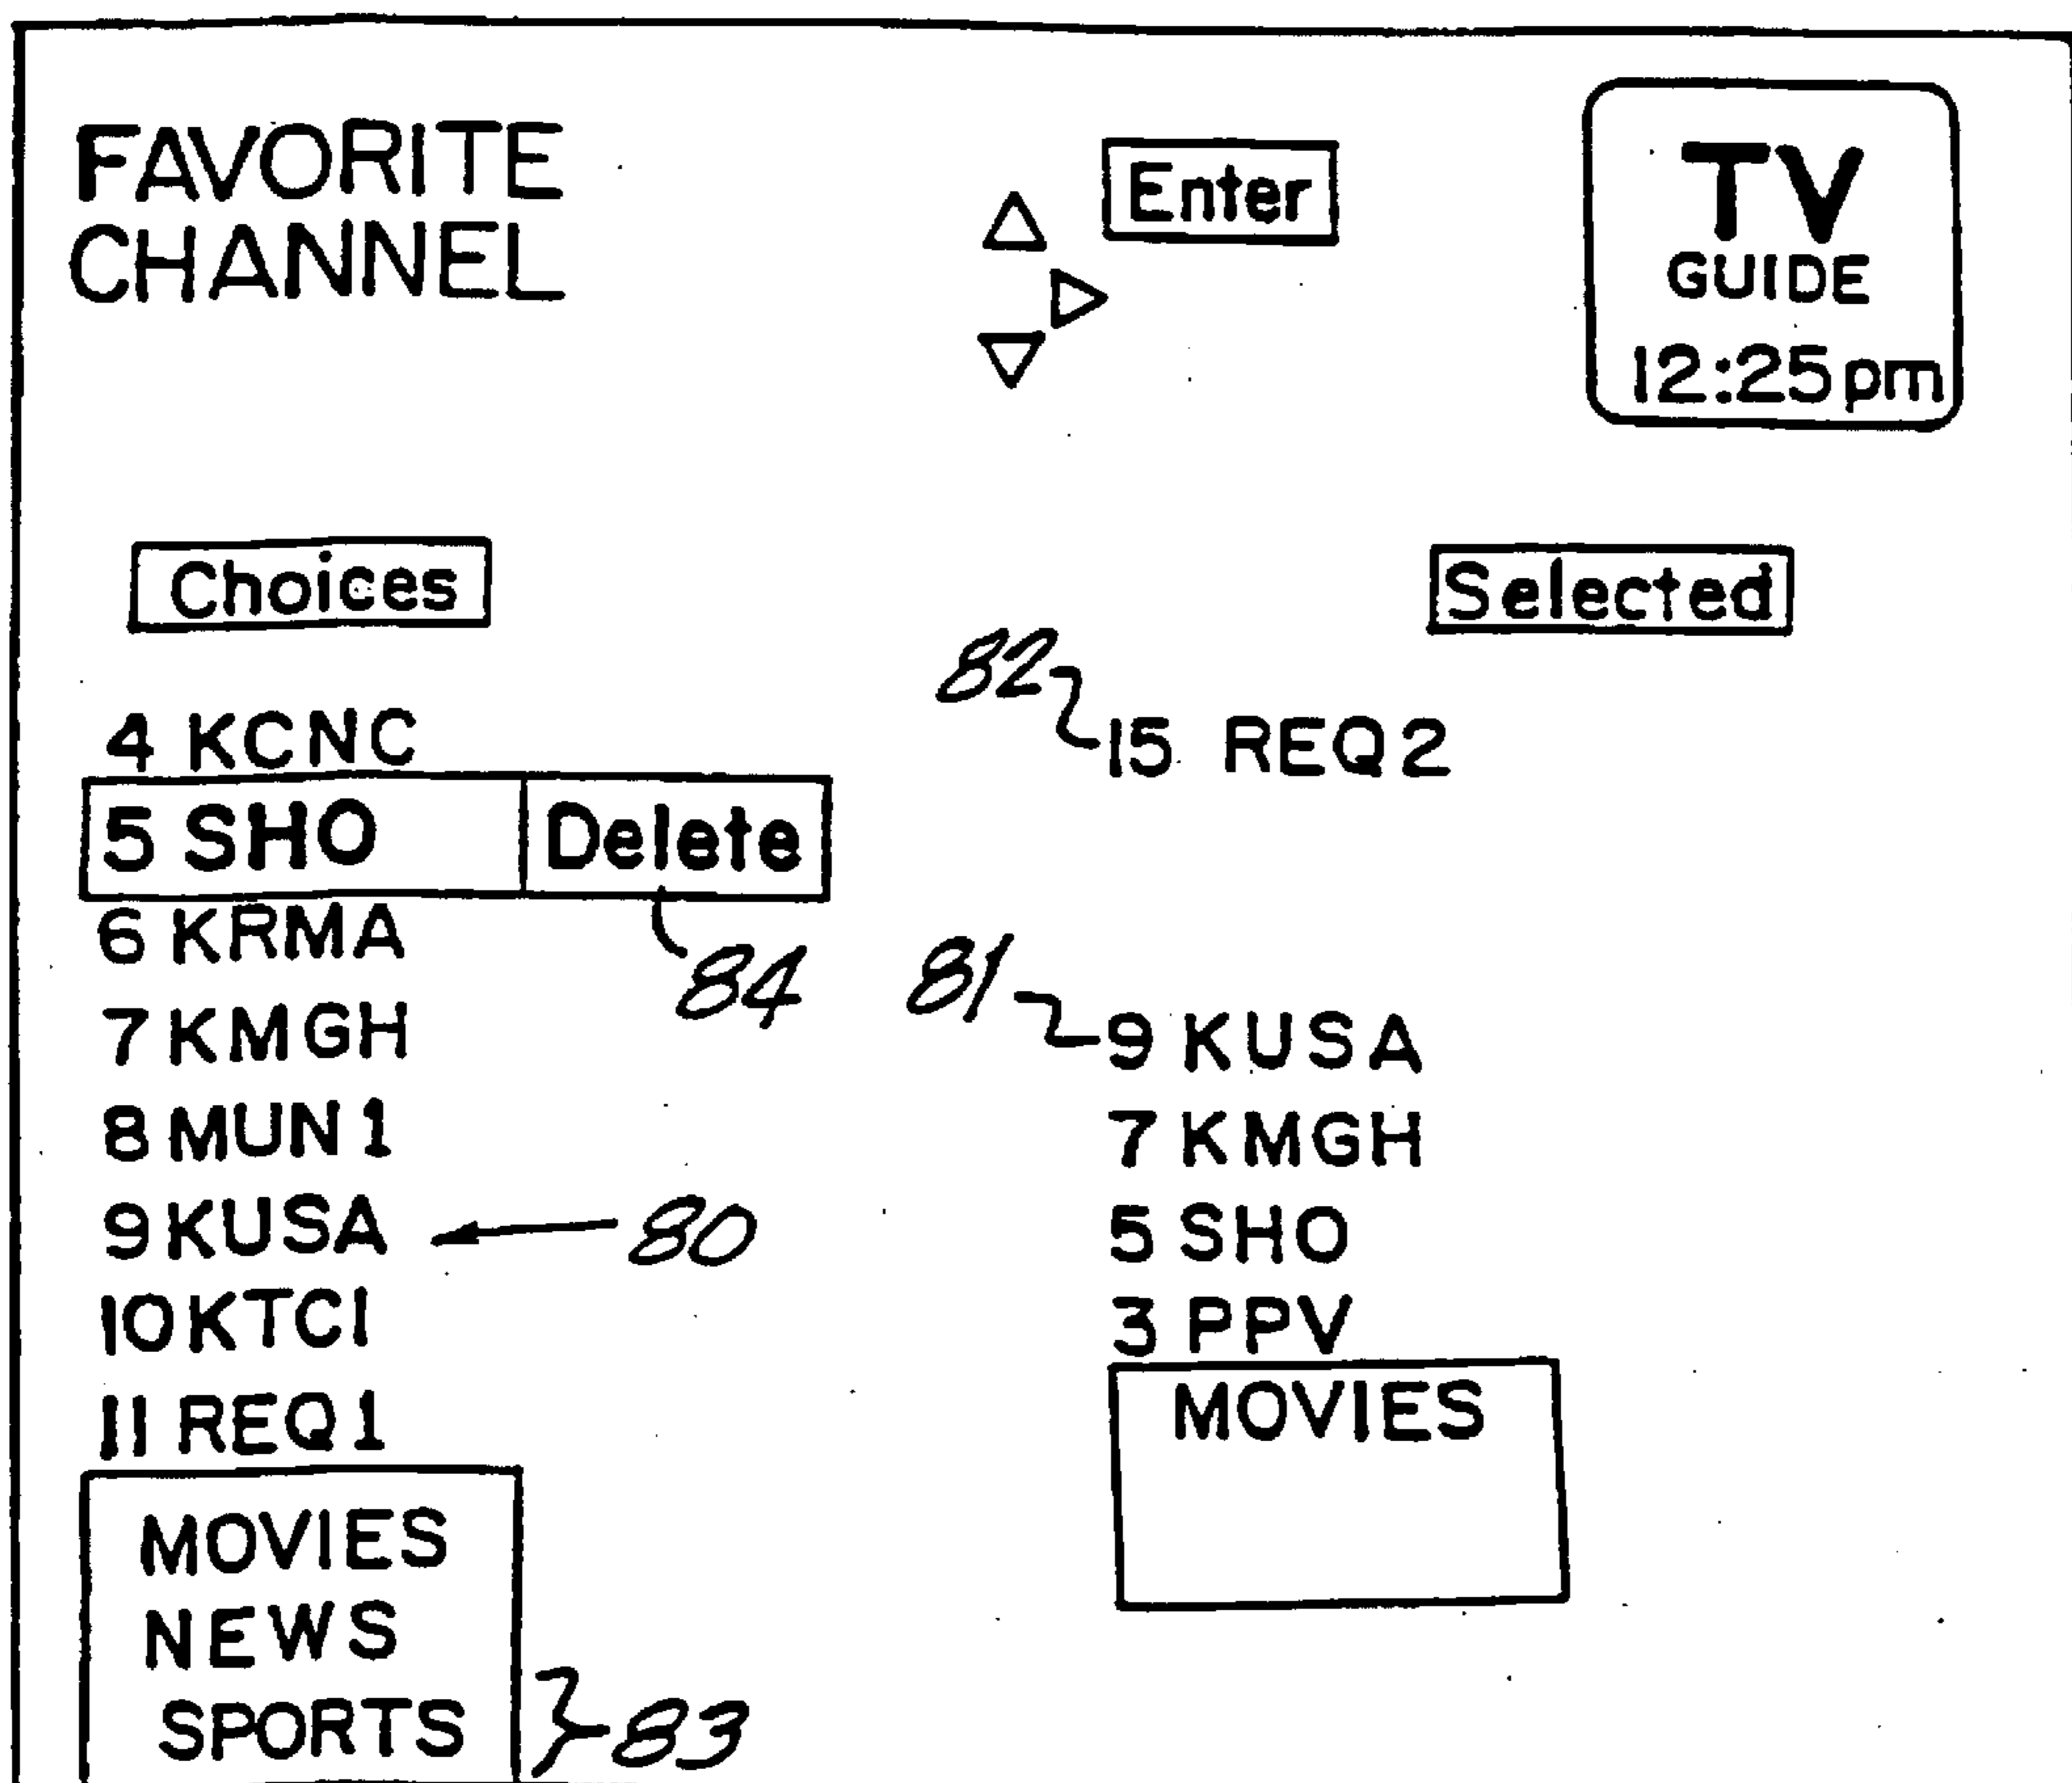 FAVORITE
CHANNEL
Enter
TV
GUIDE
12:25pm
Choices
Selected
82
4 KCNC
15 REQ2
5 SHO Delete
6 KRMA
84
81
7 KMGH
9 KUSA
8 MUN1
7 KMGH
9 KUSA
80
5 SHO
10 KTCI
3 PPV
11 REQ1
MOVIES
MOVIES
NEWS
SPORTS
83